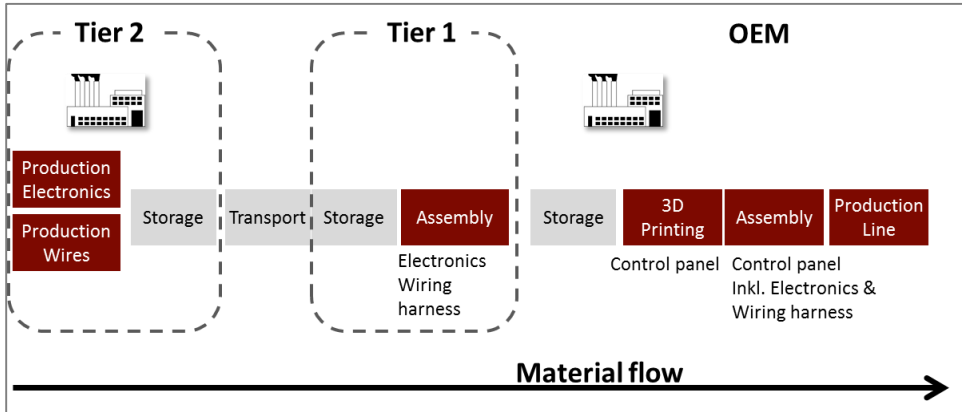 Tier 2
Tier 1
OEM
Production
Electronics
Production
Wires
Storage
Transport
Storage
Assembly
Electronics
Wiring
harness
Storage
3D
Printing
Control panel
Assembly
Control panel
Inkl. Electronics &
Wiring harness
Production
Line
Material flow